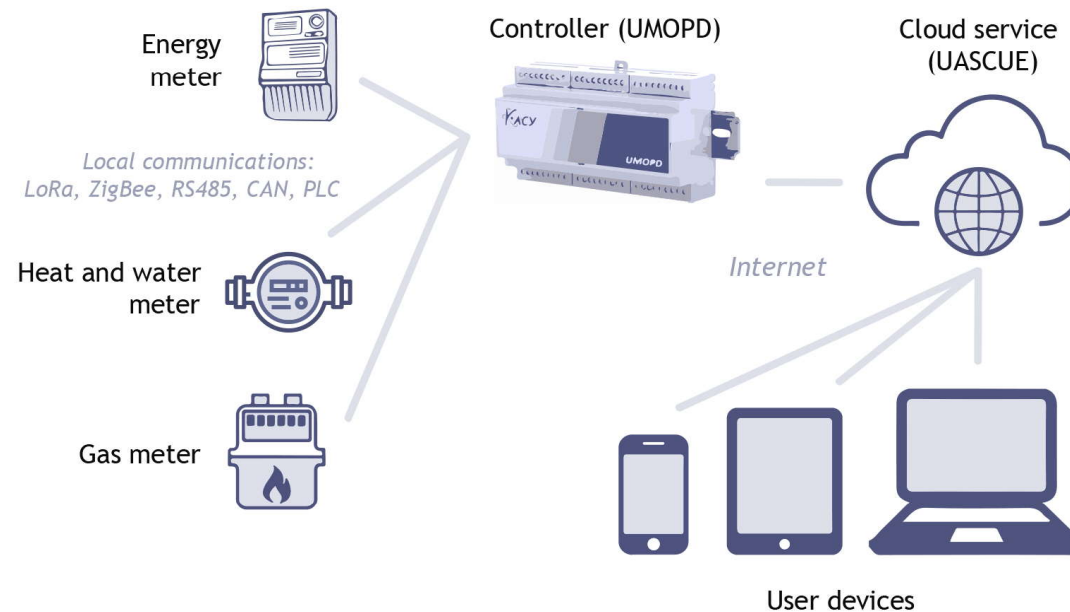 Energy
meter
Local communications:
LoRa, ZigBee, RS485, CAN, PLC
Heat and water
meter
Gas meter
Controller (UMOPD)
UMOPD
Internet
Cloud service
(UASCUE)
User devices